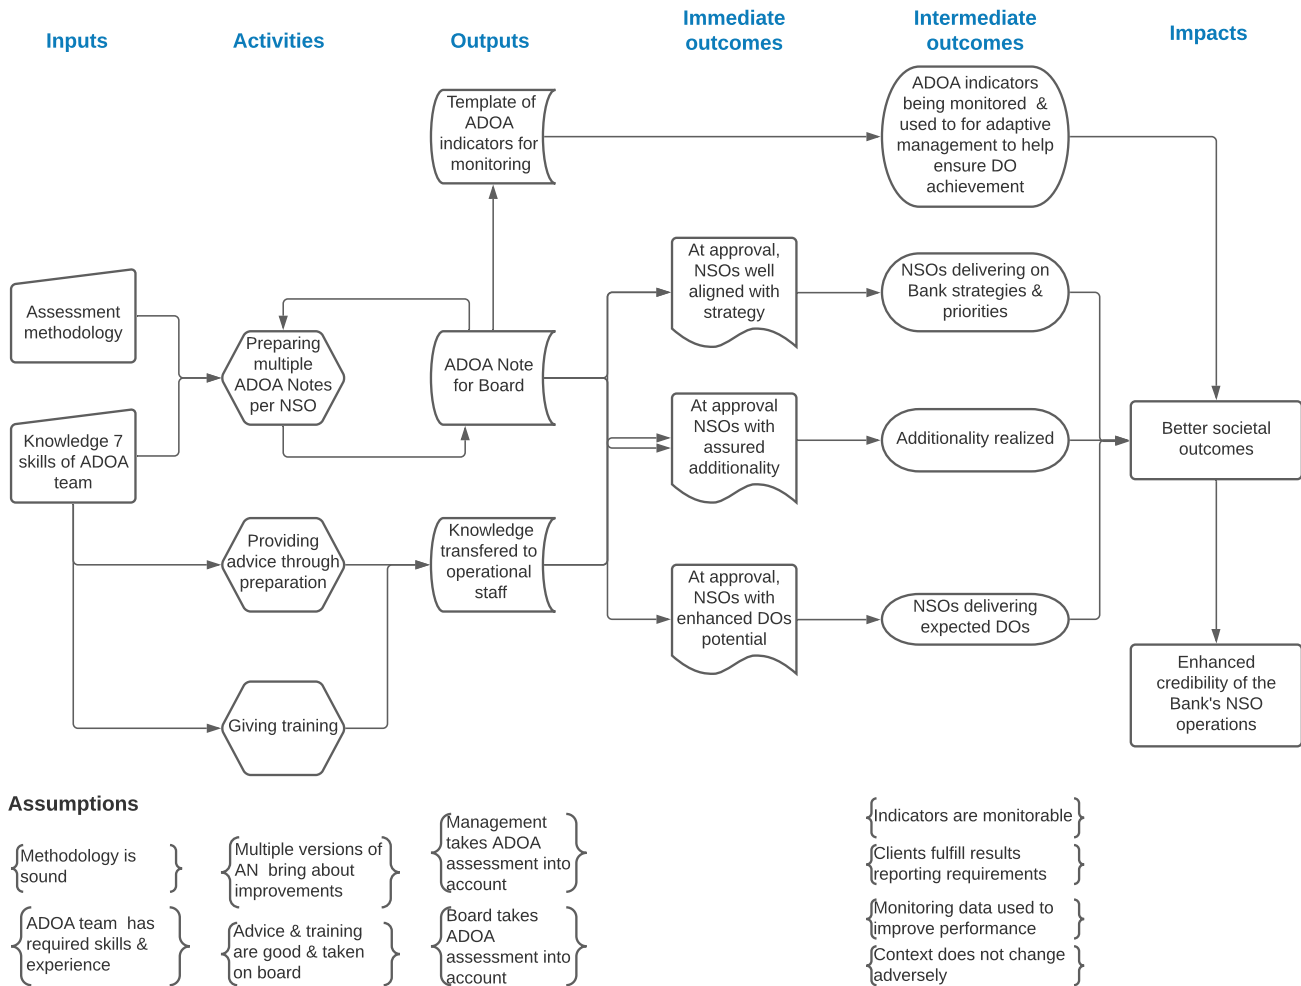 Inputs
Activities
Outputs
Immediate
outcomes
Intermediate
outcomes
Impacts
Template of
ADOA
indicators for
monitoring
ADOA indicators
being monitored &
used to for adaptive
management to help
ensure DO
achievement
Assessment
methodology
Knowledge 7
skills of ADOA
team
Preparing
multiple
ADOA Notes
per NSO
ADOA Note
for Board
At approval,
NSOs well
aligned with
strategy
NSOs delivering on
Bank strategies &
priorities
At approval
NSOs with
assured
additionality
Additionality realized
Better societal
outcomes
Providing
advice through
preparation
Knowledge
transfered to
operational
staff
At approval,
NSOs with
enhanced DOs
potential
NSOs delivering
expected DOs
Giving training
Enhanced
credibility of the
Bank's NSO
operations
Assumptions
Methodology is
sound
ADOA team has
required skills &
experience
Multiple versions of
AN bring about
improvements
Advice & training
are good & taken
on board
Management
takes ADOA
assessment into
account
Board takes
ADOA
assessment into
account
Indicators are monitorable
Clients fulfill results
reporting requirements
Monitoring data used to
improve performance
Context does not change
adversely